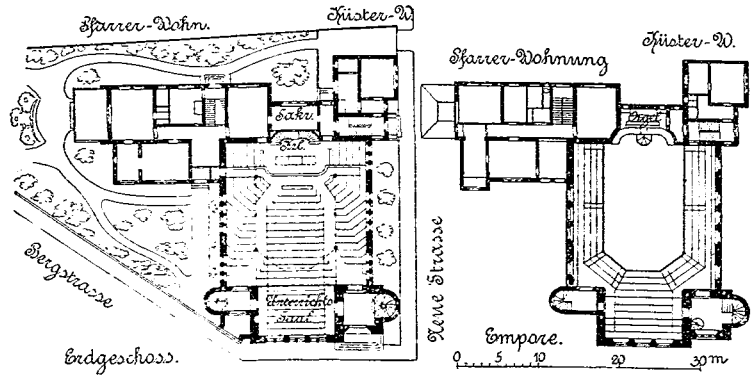 Pfarrer-Wohn.
Küster-W.
Sakr.
Unterrichts
Saal.
Bergstrasse
Neue Strasse
Erdgeschoss.
Pfarrer-Wohnung
Küster-W.
Orgel
Empore.
0 5 10 20 30 m